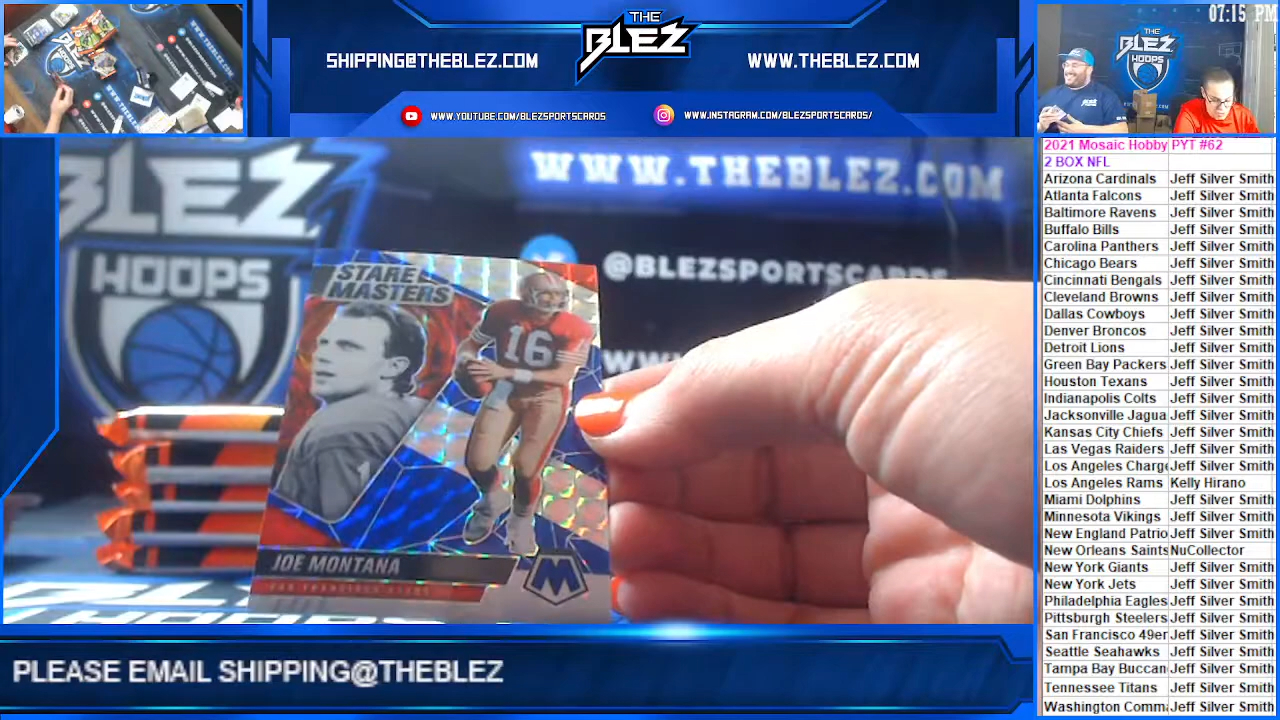 07:15 PM
THE
BLEZ
SHIPPING@THEBLEZ.COM
WWW.THEBLEZ.COM
WWW.YOUTUBE.COM/BLEZSPORTSCARDS
WWW.INSTAGRAM.COM/BLEZSPORTSCARDS/
THE
BLEZ
HOOPS
BLEZ
HOOPS
WWW.THEBLEZ.COM
@BLEZSPORTSCARDS
STARE
MASTERS
16
JOE MONTANA
SAN FRANCISCO 49ERS
M
2021 Mosaic Hobby PYT #62
2 BOX NFL
Arizona Cardinals Jeff Silver Smith
Atlanta Falcons Jeff Silver Smith
Baltimore Ravens Jeff Silver Smith
Buffalo Bills Jeff Silver Smith
Carolina Panthers Jeff Silver Smith
Chicago Bears Jeff Silver Smith
Cincinnati Bengals Jeff Silver Smith
Cleveland Browns Jeff Silver Smith
Dallas Cowboys Jeff Silver Smith
Denver Broncos Jeff Silver Smith
Detroit Lions Jeff Silver Smith
Green Bay Packers Jeff Silver Smith
Houston Texans Jeff Silver Smith
Indianapolis Colts Jeff Silver Smith
Jacksonville Jagua Jeff Silver Smith
Kansas City Chiefs Jeff Silver Smith
Las Vegas Raiders Jeff Silver Smith
Los Angeles Charge Jeff Silver Smith
Los Angeles Rams Kelly Hirano
Miami Dolphins Jeff Silver Smith
Minnesota Vikings Jeff Silver Smith
New England Patrio Jeff Silver Smith
New Orleans Saints NuCollector
New York Giants Jeff Silver Smith
New York Jets Jeff Silver Smith
Philadelphia Eagles Jeff Silver Smith
Pittsburgh Steelers Jeff Silver Smith
San Francisco 49er Jeff Silver Smith
Seattle Seahawks Jeff Silver Smith
Tampa Bay Buccan Jeff Silver Smith
Tennessee Titans Jeff Silver Smith
Washington Comma Jeff Silver Smith
PLEASE EMAIL SHIPPING@THEBLEZ